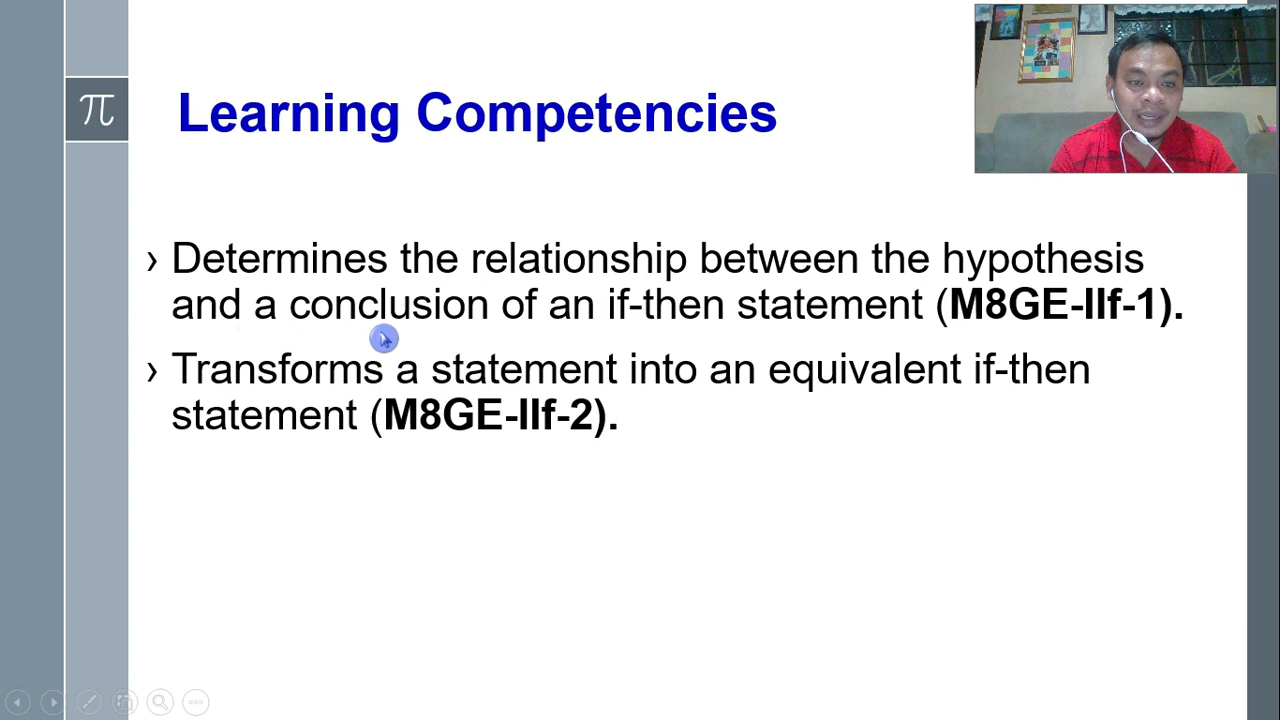 π
Learning Competencies
› Determines the relationship between the hypothesis
and a conclusion of an if-then statement (M8GE-IIf-1).
› Transforms a statement into an equivalent if-then
statement (M8GE-IIf-2).